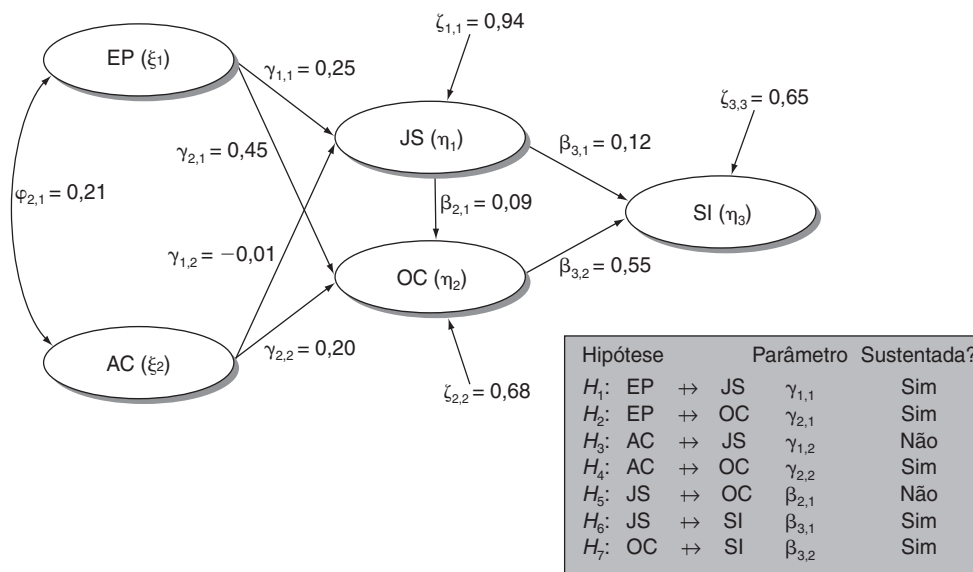 ζ1,1 = 0,94
EP (ξ1)
γ1,1 = 0,25
ζ3,3 = 0,65
JS (η1)
β3,1 = 0,12
γ2,1 = 0,45
φ2,1 = 0,21
β2,1 = 0,09
SI (η3)
γ1,2 = –0,01
OC (η2)
β3,2 = 0,55
AC (ξ2)
γ2,2 = 0,20
ζ2,2 = 0,68
Hipótese Parâmetro Sustentada?
H1: EP ↦ JS γ1,1 Sim
H2: EP ↦ OC γ2,1 Sim
H3: AC ↦ JS γ1,2 Não
H4: AC ↦ OC γ2,2 Sim
H5: JS ↦ OC β2,1 Não
H6: JS ↦ SI β3,1 Sim
H7: OC ↦ SI β3,2 Sim